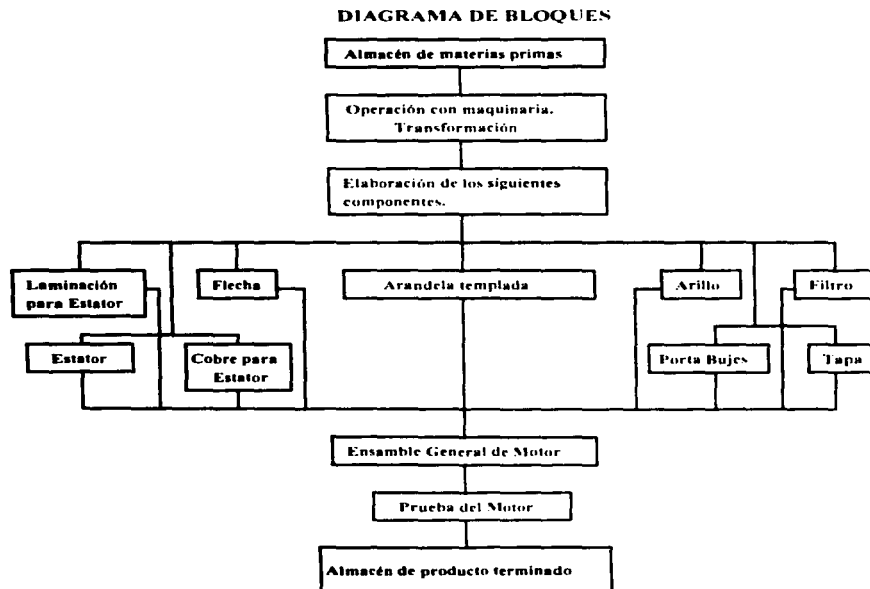 DIAGRAMA DE BLOQUES
Almacén de materias primas
Operación con maquinaria.
Transformación
Elaboración de los siguientes
componentes.
Laminación
para Estator
Flecha
Arandela templada
Arillo
Filtro
Estator
Cobre para
Estator
Porta Bujes
Tapa
Ensamble General de Motor
Prueba del Motor
Almacén de producto terminado